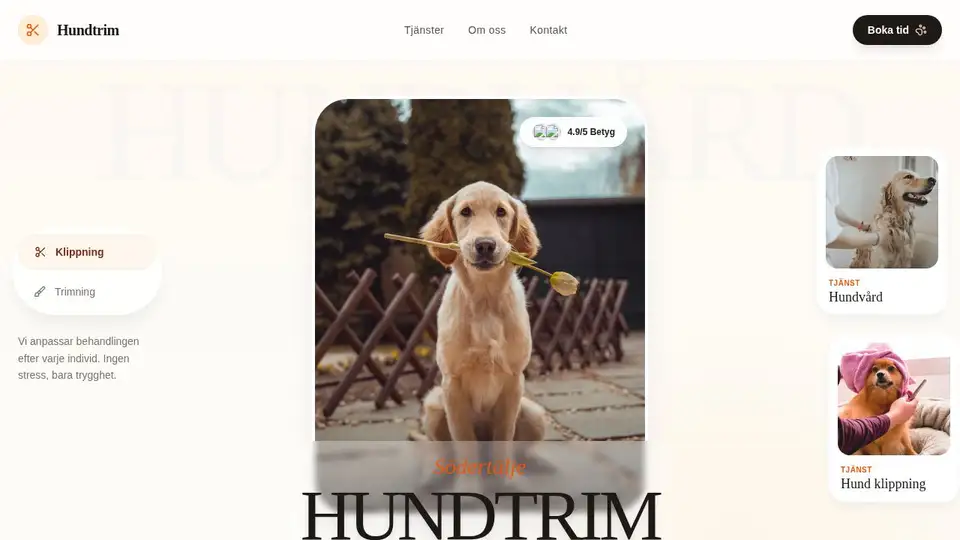 Hundtrim
Tjänster
Om oss
Kontakt
Boka tid
4.9/5 Betyg
Klippning
Trimning
Vi anpassar behandlingen
efter varje individ. Ingen
stress, bara trygghet.
TJÄNST
Hundvård
TJÄNST
Hund klippning
Södertälje
HUNDTRIM